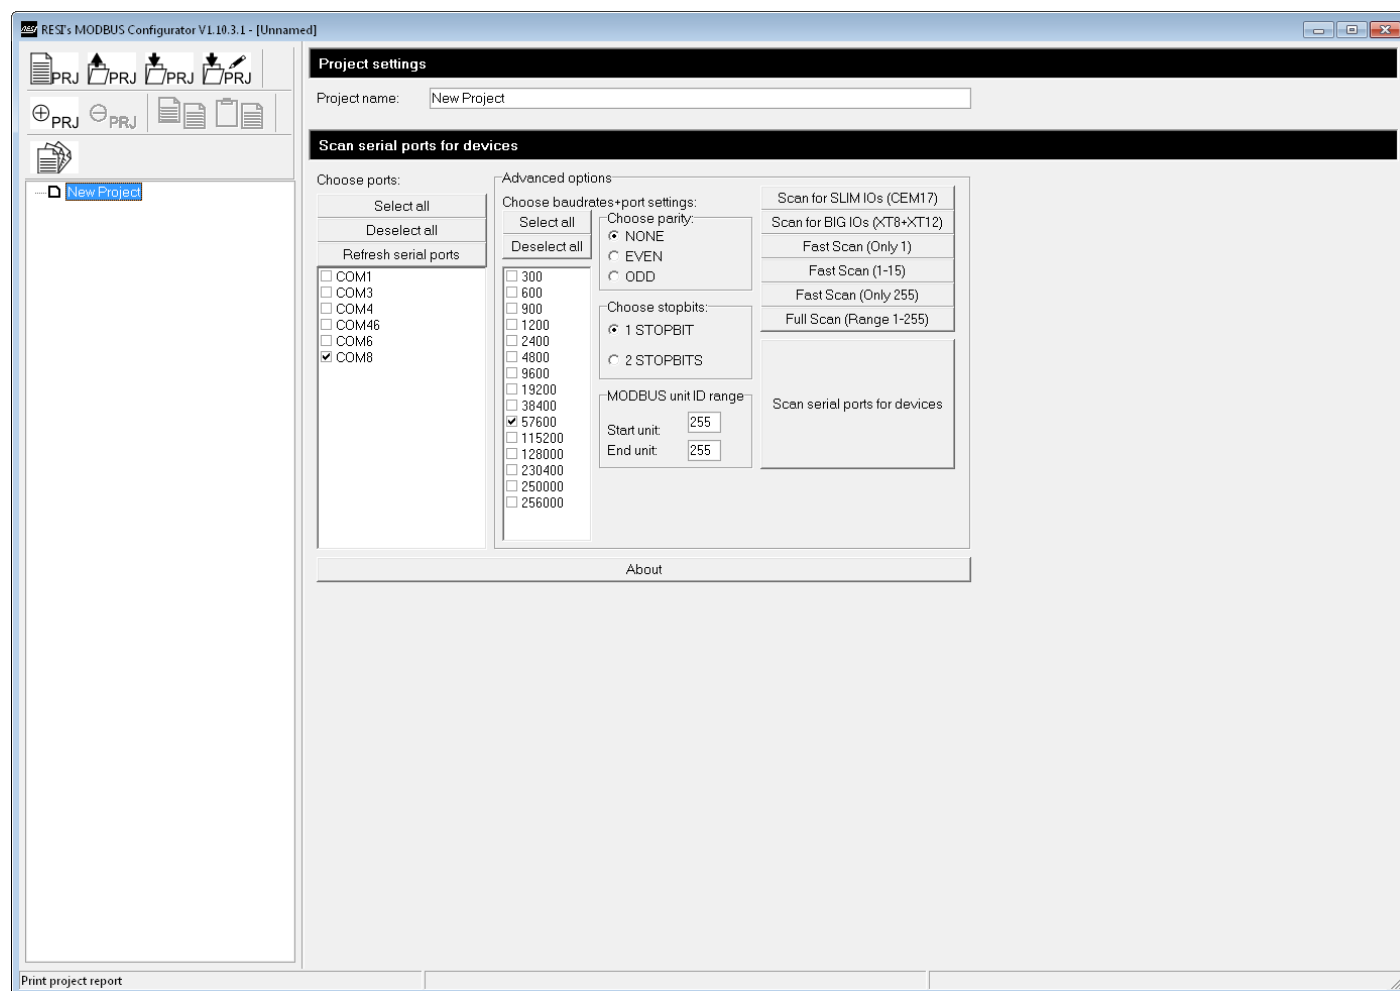 RESI RESI's MODBUS Configurator V1.10.3.1 - [Unnamed]
PRJ PRJ PRJ PRJ
PRJ PRJ
New Project
Project settings
Project name: New Project
Scan serial ports for devices
Choose ports:
Select all
Deselect all
Refresh serial ports
COM1
COM3
COM4
COM46
COM6
COM8
Advanced options
Choose baudrates+port settings:
Select all
Deselect all
300
600
900
1200
2400
4800
9600
19200
38400
57600
115200
128000
230400
250000
256000
Choose parity:
NONE
EVEN
ODD
Choose stopbits:
1 STOPBIT
2 STOPBITS
MODBUS unit ID range
Start unit: 255
End unit: 255
Scan for SLIM IOs (CEM17)
Scan for BIG IOs (XT8+XT12)
Fast Scan (Only 1)
Fast Scan (1-15)
Fast Scan (Only 255)
Full Scan (Range 1-255)
Scan serial ports for devices
About
Print project report